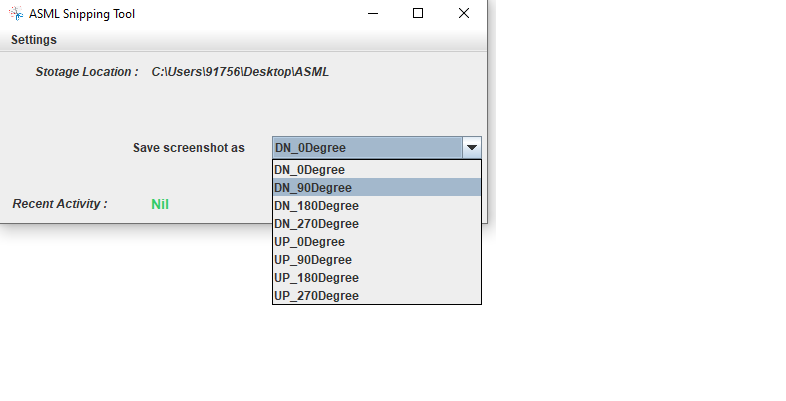 ASML Snipping Tool
Settings
Stotage Location : C:\Users\91756\Desktop\ASML
Save screenshot as DN_0Degree
DN_0Degree
DN_90Degree
DN_180Degree
DN_270Degree
UP_0Degree
UP_90Degree
UP_180Degree
UP_270Degree
Recent Activity : Nil